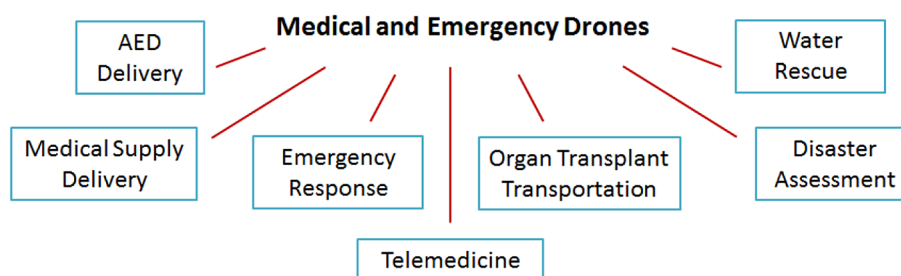 Medical and Emergency Drones
AED
Delivery
Water
Rescue
Medical Supply
Delivery
Emergency
Response
Organ Transplant
Transportation
Disaster
Assessment
Telemedicine